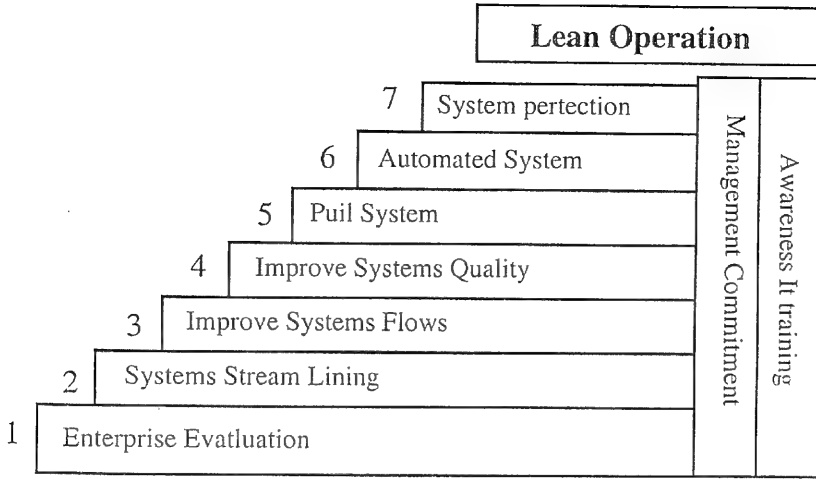 Lean Operation
7 System pertection
6 Automated System
5 Puil System
4 Improve Systems Quality
3 Improve Systems Flows
2 Systems Stream Lining
1 Enterprise Evatluation
Management Commitment
Awareness It training